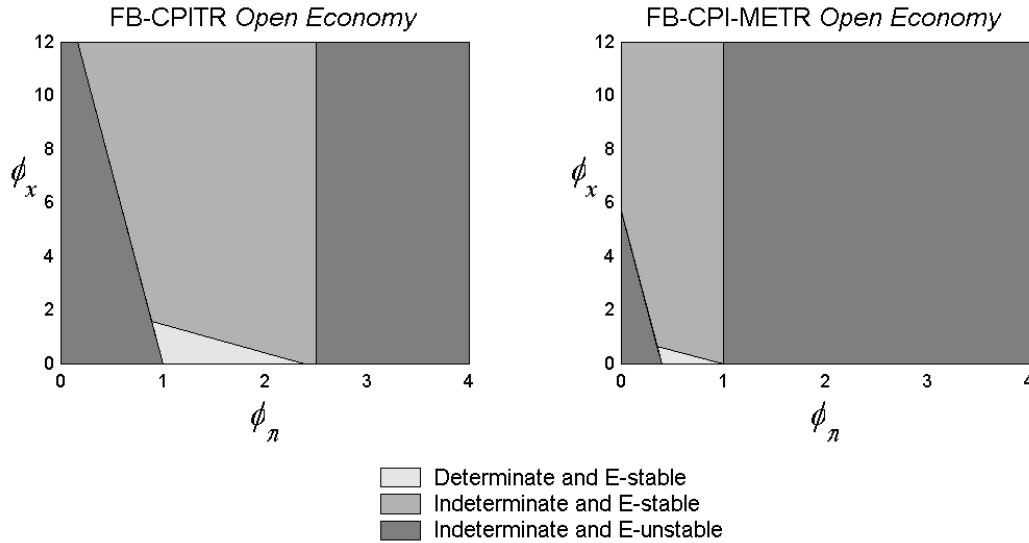 FB-CPITR Open Economy
FB-CPI-METR Open Economy
12
10
8
6
4
2
0
ϕx
0
1
2
3
4
ϕπ
12
10
8
6
4
2
0
ϕx
0
1
2
3
4
ϕπ
Determinate and E-stable
Indeterminate and E-stable
Indeterminate and E-unstable